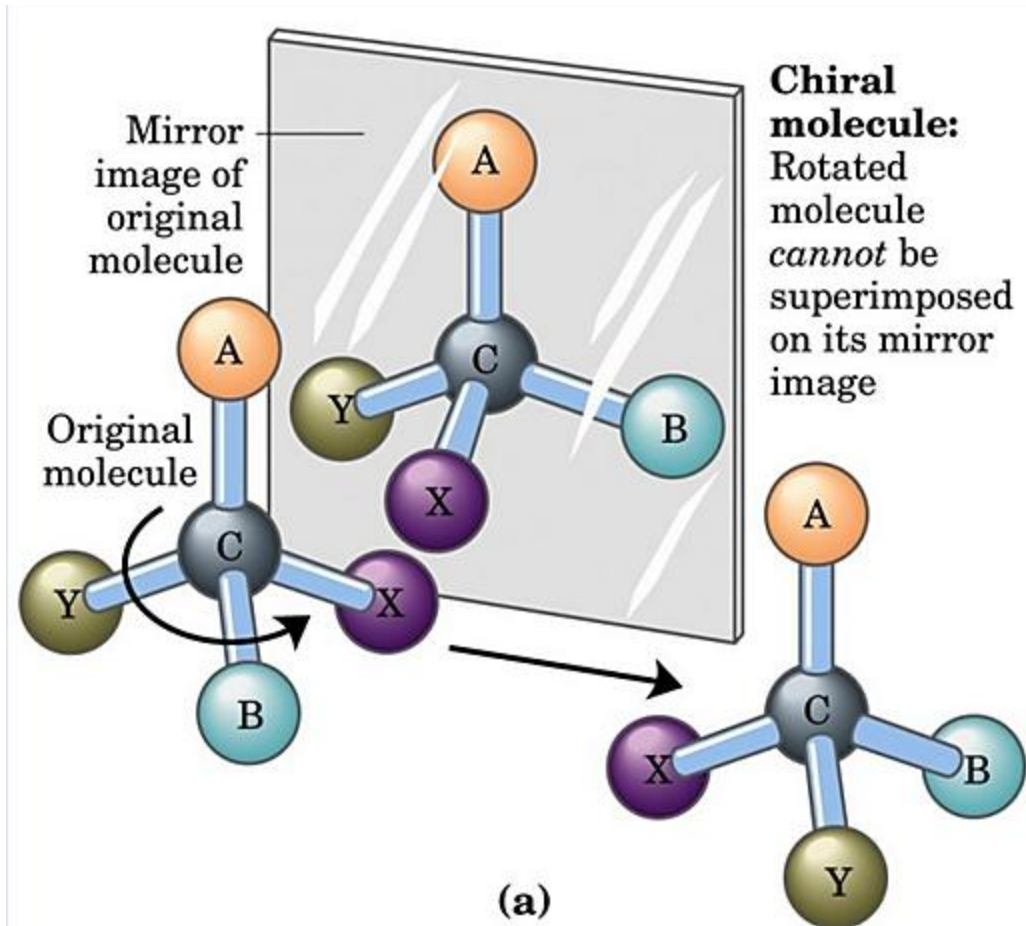 Mirror
image of
original
molecule
A
C
Y
X
B
Chiral
molecule:
Rotated
molecule
cannot be
superimposed
on its mirror
image
Original
molecule
A
C
Y
X
B
A
C
X
B
Y
(a)